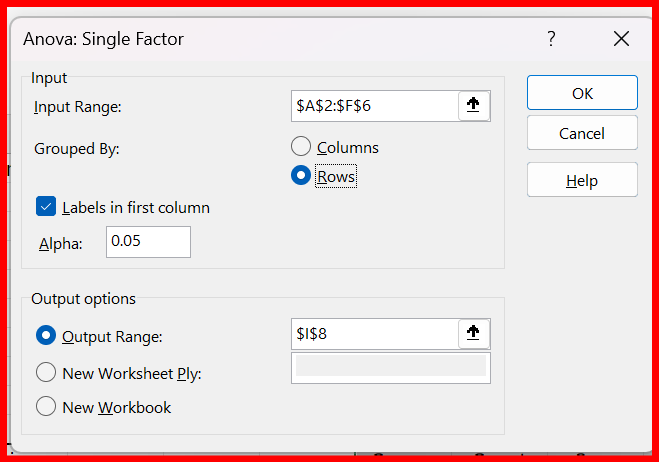 Anova: Single Factor ?
Input
Input Range: $A$2:$F$6
OK
Cancel
Grouped By: Columns
Rows
Help
Labels in first column
Alpha: 0.05
Output options
Output Range: $I$8
New Worksheet Ply:
New Workbook